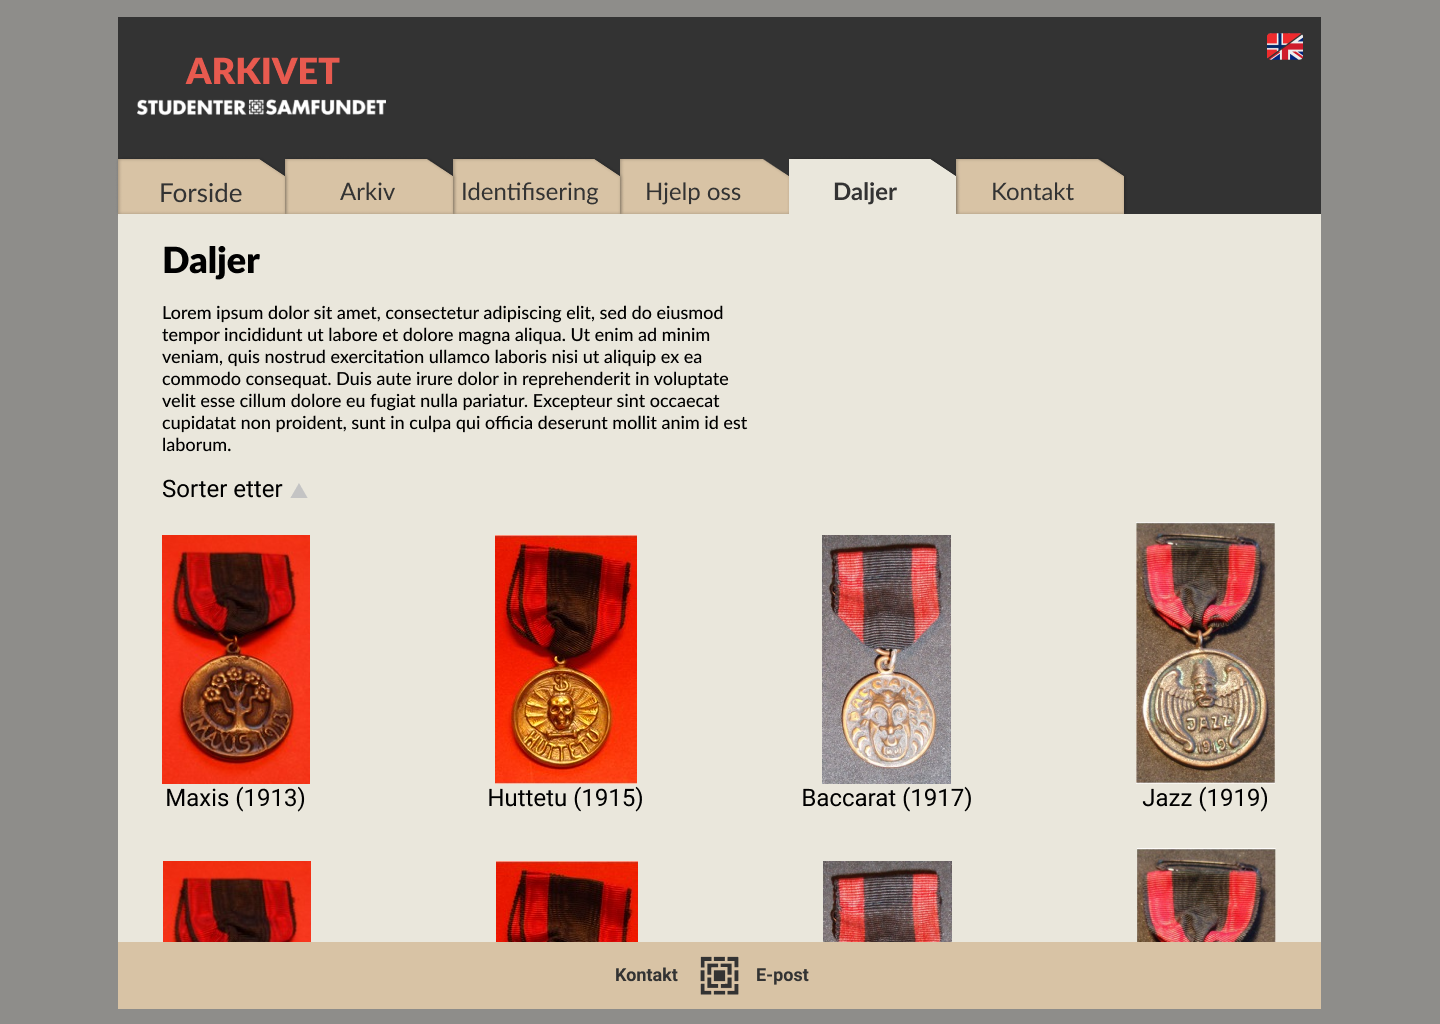 ARKIVET
STUDENTER SAMFUNDET
Forside
Arkiv
Identifisering
Hjelp oss
Daljer
Kontakt
Daljer
Lorem ipsum dolor sit amet, consectetur adipiscing elit, sed do eiusmod
tempor incididunt ut labore et dolore magna aliqua. Ut enim ad minim
veniam, quis nostrud exercitation ullamco laboris nisi ut aliquip ex ea
commodo consequat. Duis aute irure dolor in reprehenderit in voluptate
velit esse cillum dolore eu fugiat nulla pariatur. Excepteur sint occaecat
cupidatat non proident, sunt in culpa qui officia deserunt mollit anim id est
laborum.
Sorter etter
HUTTETU
JAZZ
1919
Maxis (1913)
Huttetu (1915)
Baccarat (1917)
Jazz (1919)
Kontakt
E-post